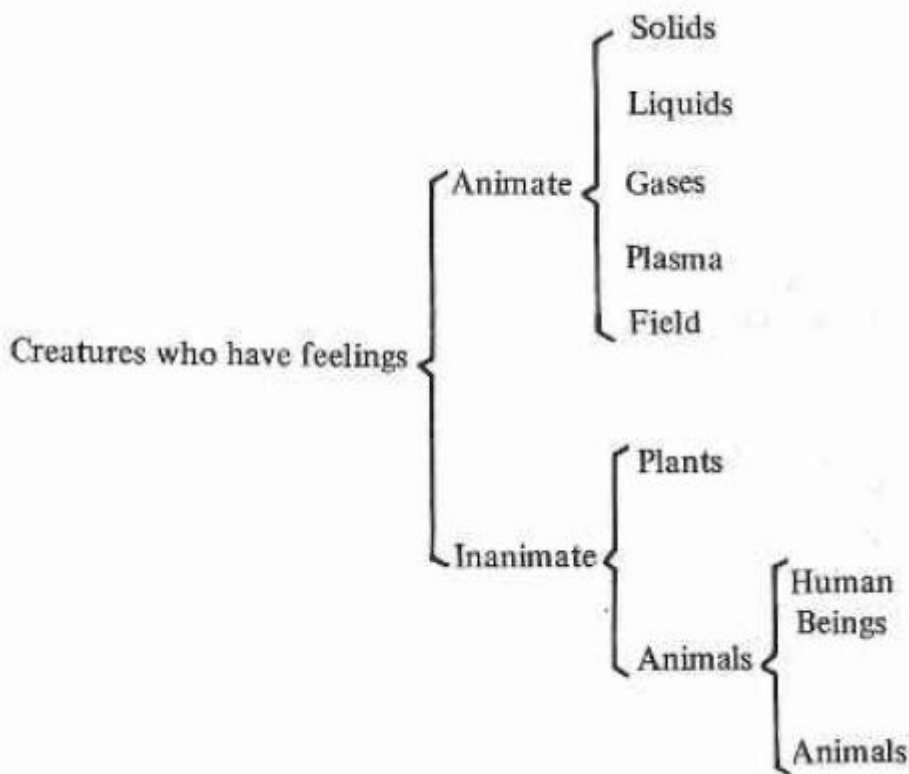 Solids
Liquids
Animate
Gases
Plasma
Field
Creatures who have feelings
Plants
Inanimate
Human
Beings
Animals
Animals